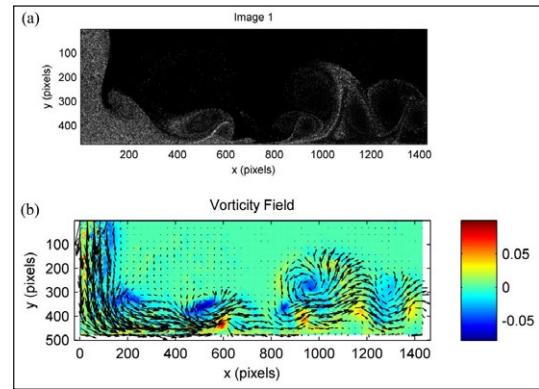 (a)
Image 1
y (pixels)
100
200
300
400
200 400 600 800 1000 1200 1400
x (pixels)
(b)
Vorticity Field
y (pixels)
100
200
300
400
500
0 200 400 600 800 1000 1200 1400
x (pixels)
0.05
0
-0.05